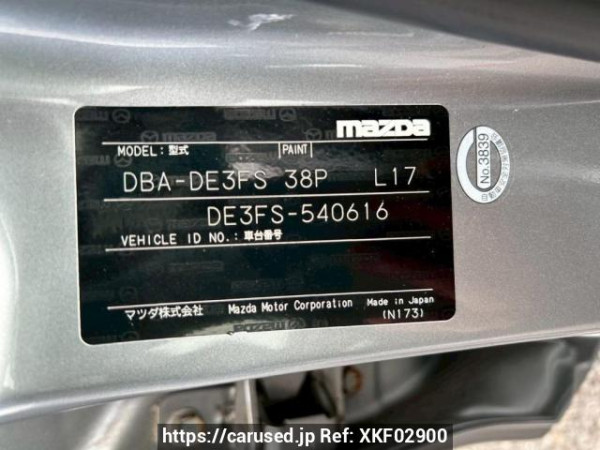 mazda
MODEL: 型式 PAINT
DBA-DE3FS 38P L17
DE3FS-540616
VEHICLE ID NO.: 車台番号
マツダ株式会社 Mazda Motor Corporation Made in Japan
(N173)
No.3839
https://carused.jp Ref: XKF02900